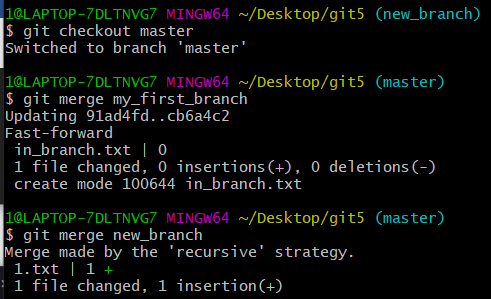 1@LAPTOP-7DLTNVG7 MINGW64 ~/Desktop/git5 (new_branch)
$ git checkout master
Switched to branch 'master'
1@LAPTOP-7DLTNVG7 MINGW64 ~/Desktop/git5 (master)
$ git merge my_first_branch
Updating 91ad4fd..cb6a4c2
Fast-forward
in_branch.txt | 0
1 file changed, 0 insertions(+), 0 deletions(-)
create mode 100644 in_branch.txt
1@LAPTOP-7DLTNVG7 MINGW64 ~/Desktop/git5 (master)
$ git merge new_branch
Merge made by the 'recursive' strategy.
1.txt | 1 +
1 file changed, 1 insertion(+)